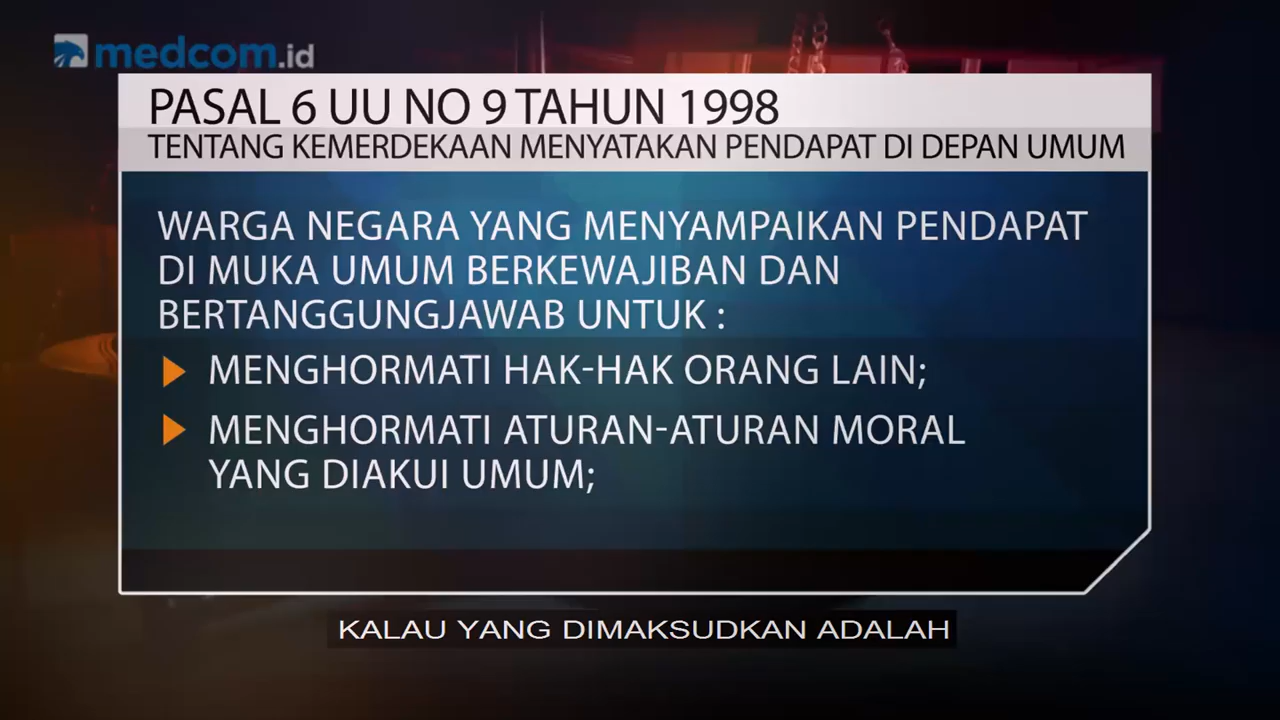 medcom.id
PASAL 6 UU NO 9 TAHUN 1998
TENTANG KEMERDEKAAN MENYATAKAN PENDAPAT DI DEPAN UMUM
WARGA NEGARA YANG MENYAMPAIKAN PENDAPAT
DI MUKA UMUM BERKEWAJIBAN DAN
BERTANGGUNGJAWAB UNTUK :
MENGHORMATI HAK-HAK ORANG LAIN;
MENGHORMATI ATURAN-ATURAN MORAL
YANG DIAKUI UMUM;
KALAU YANG DIMAKSUDKAN ADALAH